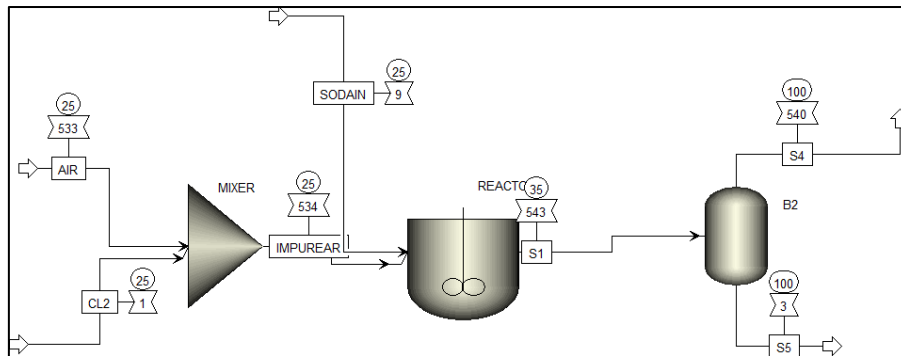 25
533
AIR
MIXER
25
1
CL2
25
534
IMPUREAR
25
9
SODAIN
REACTO
35
543
S1
100
540
S4
B2
100
3
S5